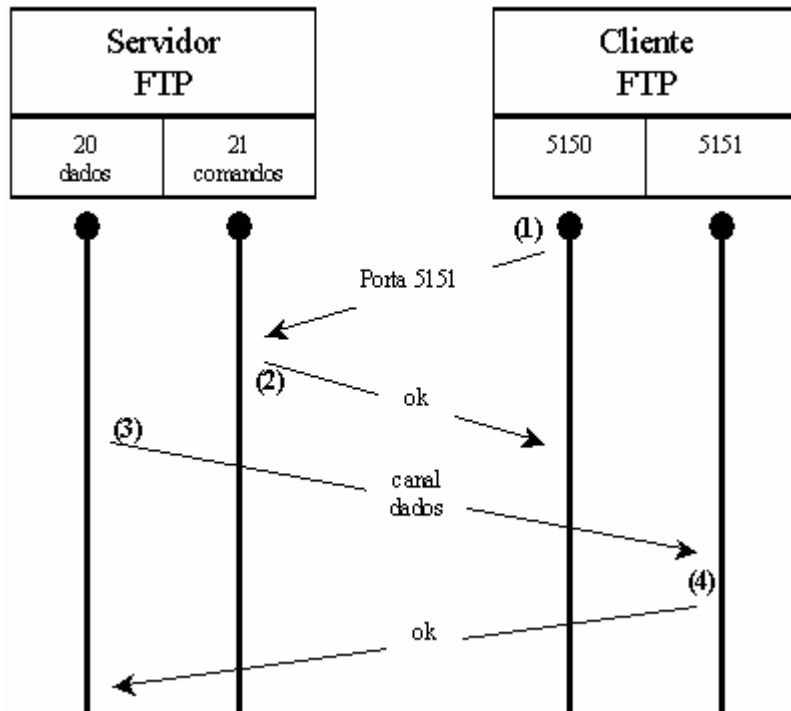 Servidor
FTP
Cliente
FTP
20
dados
21
comandos
5150
5151
(1)
Porta 5151
(2)
ok
(3)
canal
dados
(4)
ok